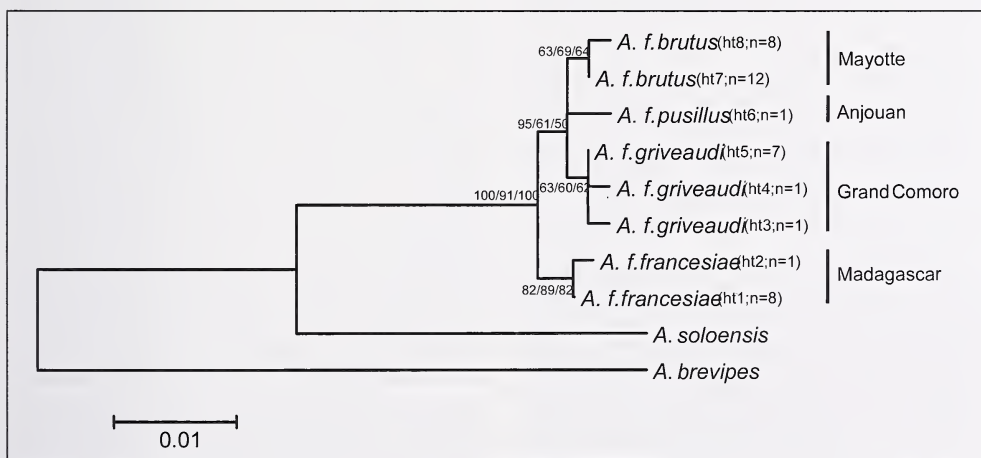 63/69/64
A. f.brutus(ht8;n=8)
Mayotte
A. f.brutus(ht7;n=12)
95/61/50
A. f.pusillus(ht6;n=1)
Anjouan
A. f.griveaudi(ht5;n=7)
100/91/100
63/60/62
A. f.griveaudi(ht4;n=1)
Grand Comoro
A. f.griveaudi(ht3;n=1)
A. f.francesiae(ht2;n=1)
Madagascar
82/89/82
A. f.francesiae(ht1;n=8)
A. soloensis
A. brevipes
0.01